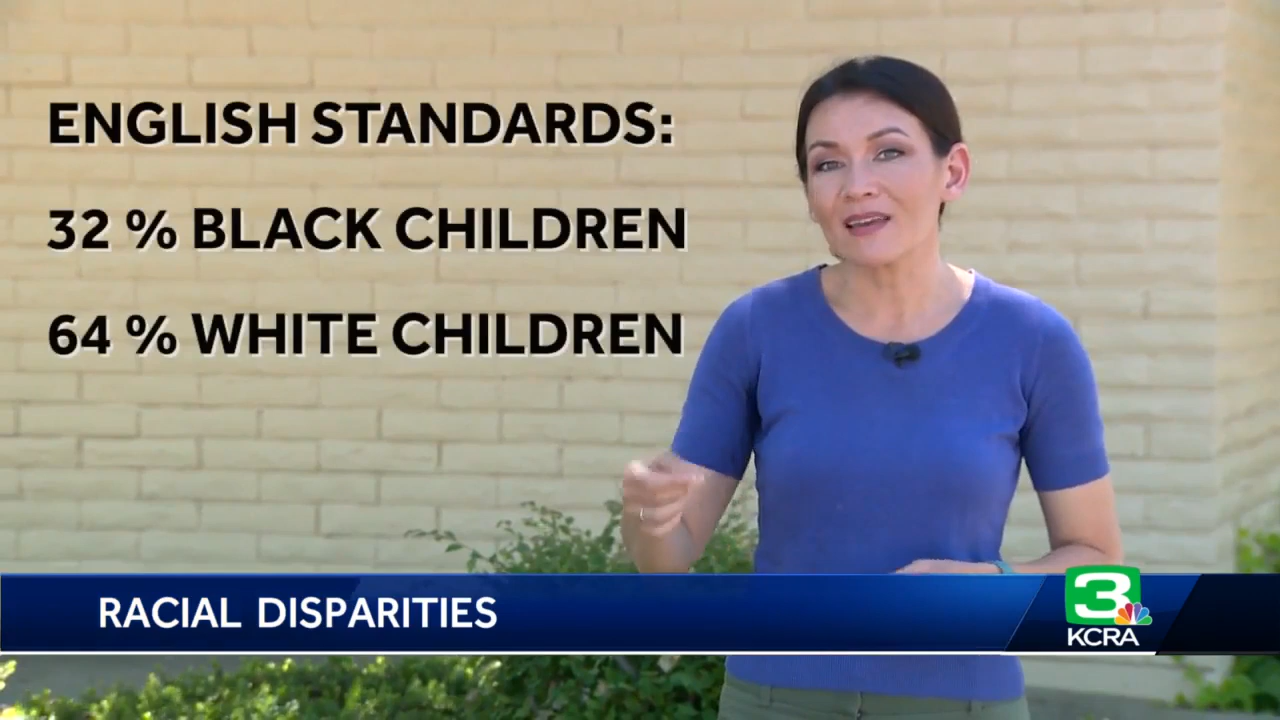 ENGLISH STANDARDS:
32 % BLACK CHILDREN
64 % WHITE CHILDREN
RACIAL DISPARITIES
3
KCRA